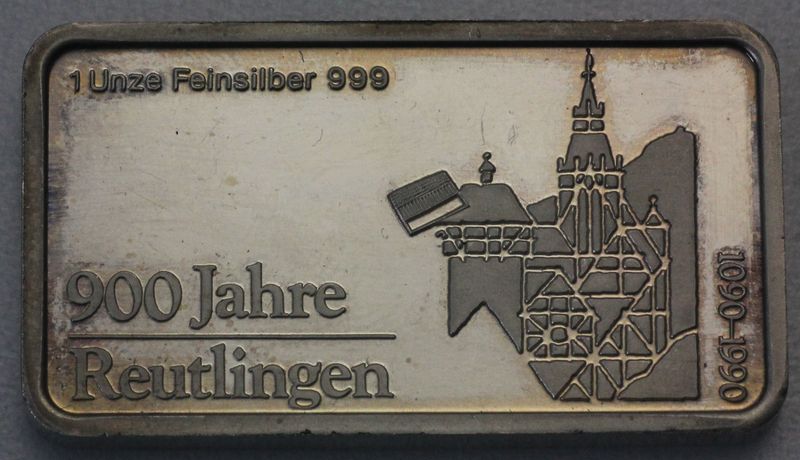 1 Unze Feinsilber 999
900 Jahre
Reutlingen
1090-1990